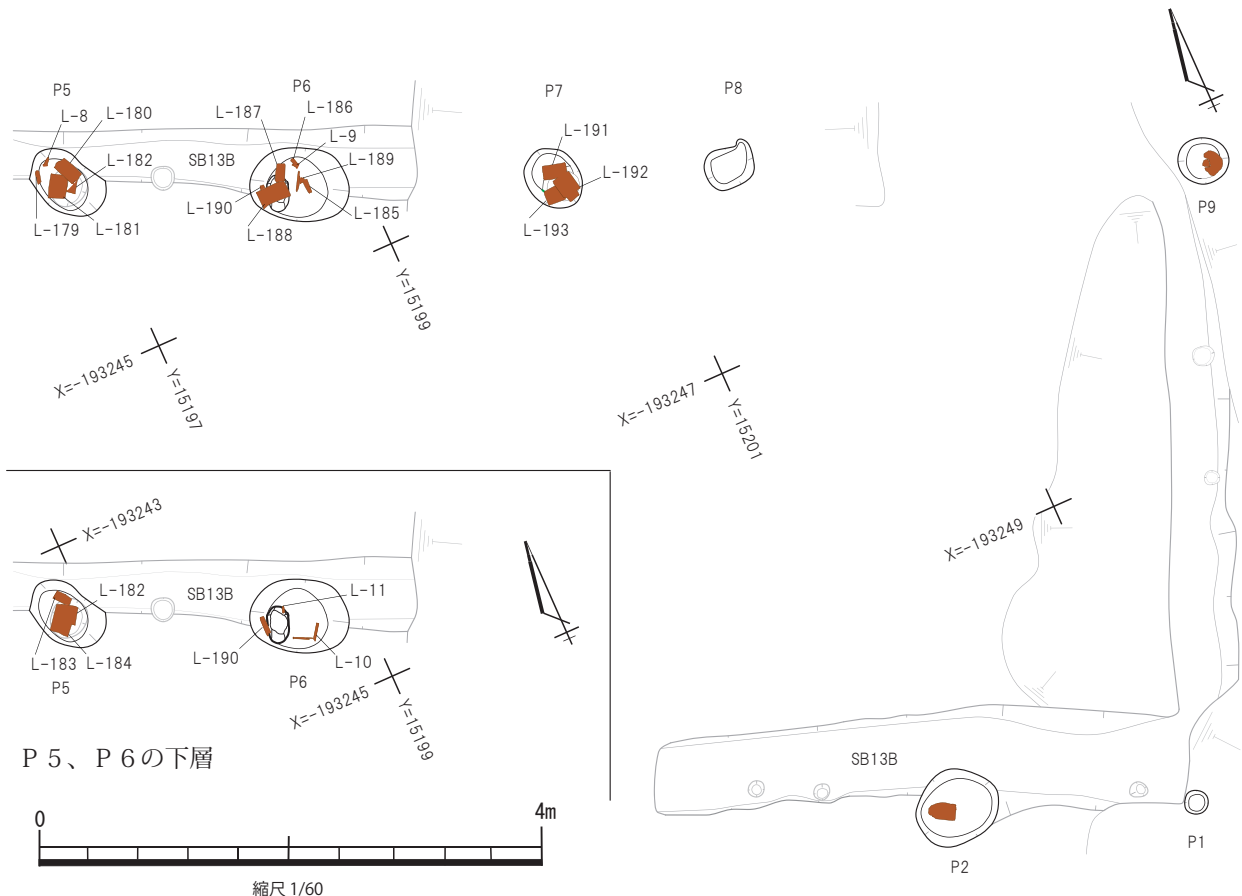 P5
P6
P7
P8
L-8
L-180
L-187
L-186
L-9
L-191
L-182
SB13B
L-189
L-192
L-190
L-185
L-179
L-181
L-188
L-193
P9
Y=15199
X=-193245
Y=15197
X=-193247
Y=15201
X=-193243
X=-193249
L-182
SB13B
L-11
L-183
L-184
L-190
L-10
P5
P6
X=-193245
Y=15199
P5、P6の下層
SB13B
P1
P2
0
4m
縮尺 1/60